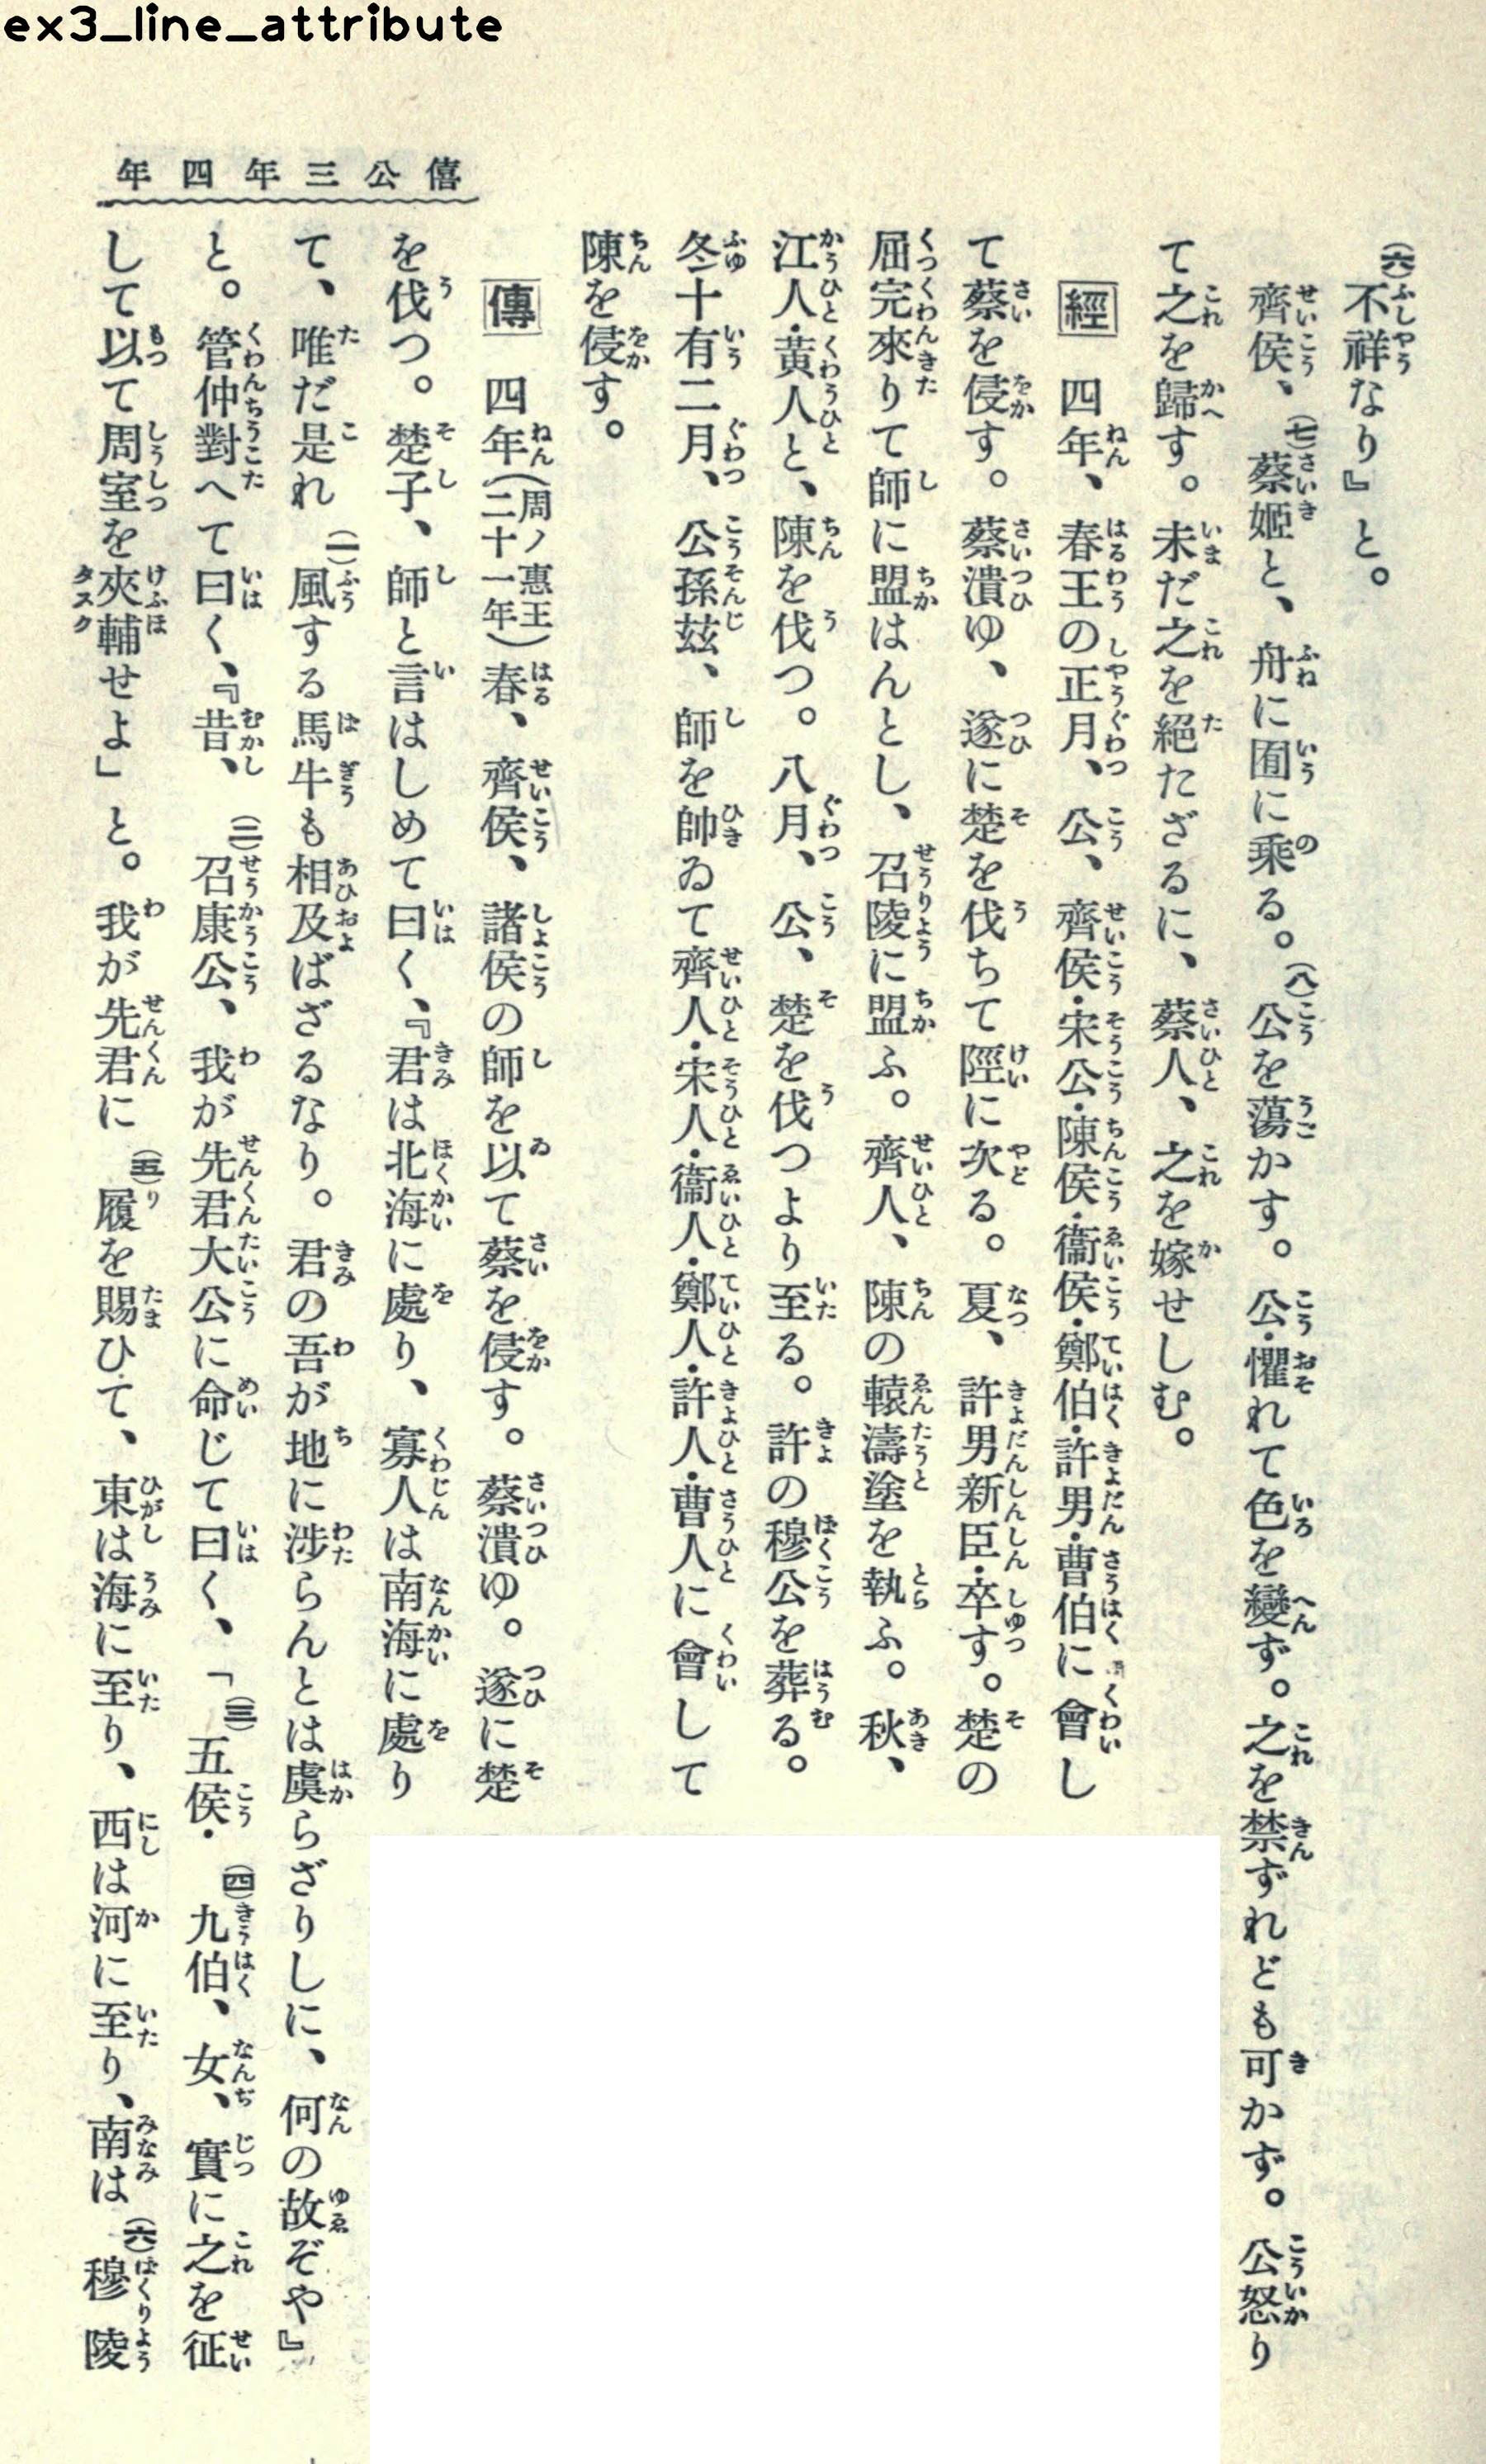 ex3_line_attribute
僖公三年四年
(六)不祥なり』と。
齊侯、(七)蔡姬と、舟に囿に乘る。(八)公を蕩かす。公・懼れて色を變ず。之を禁ずれども可かず。公怒り
て之を歸す。未だ之を絕たざるに、蔡人、之を嫁せしむ。
經 四年、春王の正月、公、齊侯・宋公・陳侯・衞侯・鄭伯・許男・曹伯に會し
て蔡を侵す。蔡潰ゆ、遂に楚を伐ちて陘に次る。夏、許男新臣・卒す。楚の
屈完來りて師に盟はんとし、召陵に盟ふ。齊人、陳の轅濤塗を執ふ。秋、
江人・黃人と、陳を伐つ。八月、公、楚を伐つより至る。許の穆公を葬る。
冬十有二月、公孫玆、師を帥ゐて齊人・宋人・衞人・鄭人・許人・曹人に會して
陳を侵す。
傳 四年(周ノ惠王二十一年)春、齊侯、諸侯の師を以て蔡を侵す。蔡潰ゆ。遂に楚
を伐つ。楚子、師と言はしめて曰く、『君は北海に處り、寡人は南海に處り
て、唯だ是れ(一)風する馬牛も相及ばざるなり。君の吾が地に涉らんとは虞らざりしに、何の故ぞや』
と。管仲對へて曰く、『昔、(二)召康公、我が先君大公に命じて曰く、「(三)五侯・(四)九伯、女、實に之を征
して以て周室を夾輔せよ」と。我が先君に(五)履を賜ひて、東は海に至り、西は河に至り、南は(六)穆陵